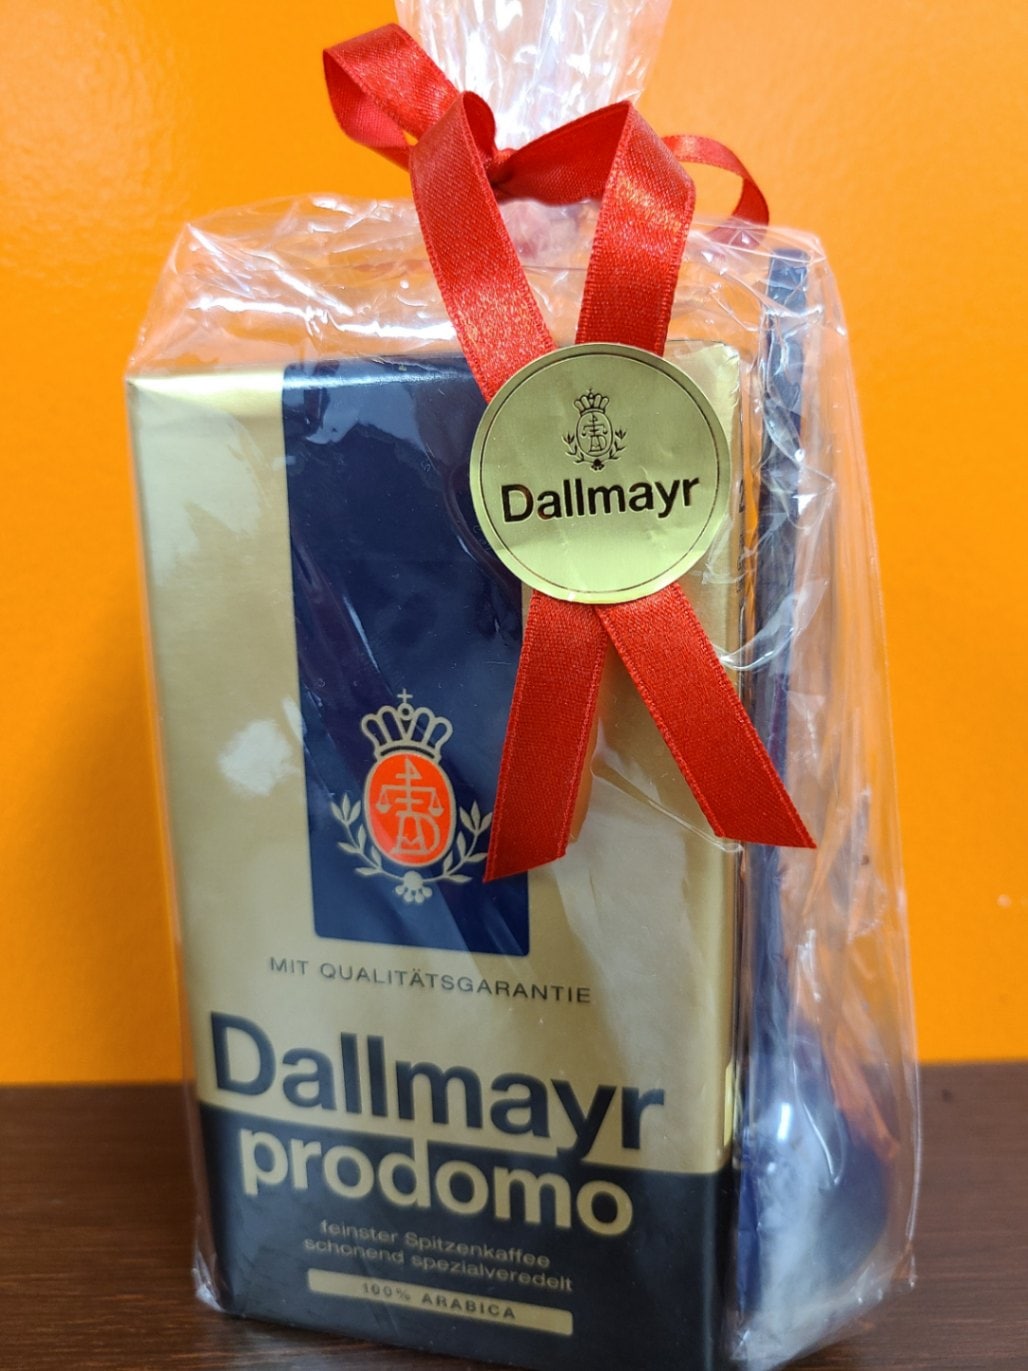 Dallmayr
MIT QUALITÄTSGARANTIE
Dallmayr
prodomo
feinster Spitzenkaffee
schonend spezialveredelt
100% ARABICA